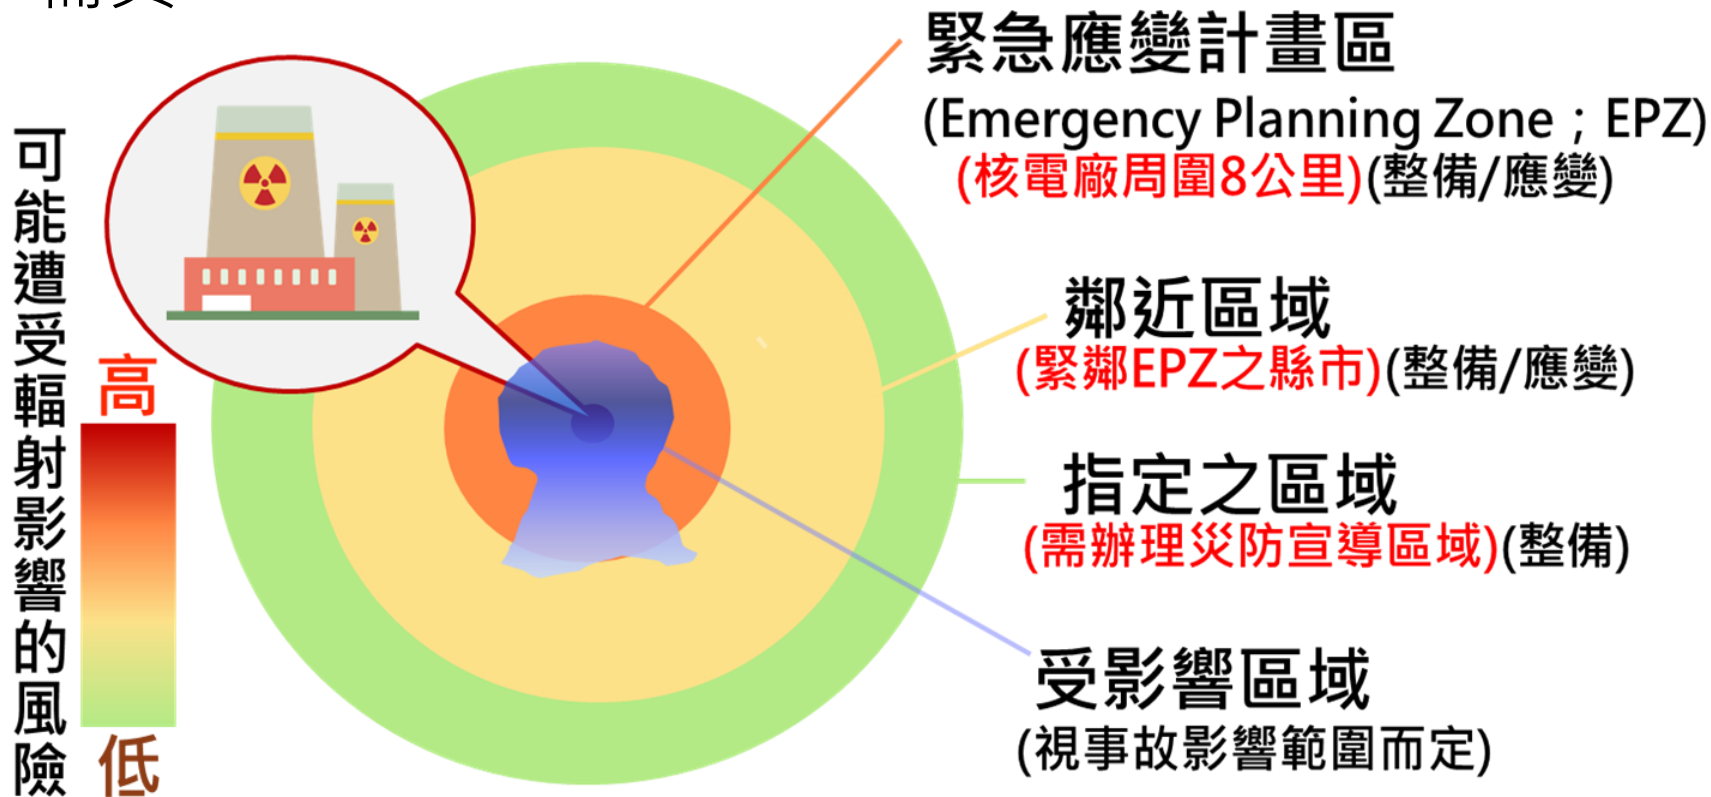 可能遭受輻射影響的風險
高
低
緊急應變計畫區
(Emergency Planning Zone；EPZ)
(核電廠周圍8公里)(整備/應變)
鄰近區域
(緊鄰EPZ之縣市)(整備/應變)
指定之區域
(需辦理災防宣導區域)(整備)
受影響區域
(視事故影響範圍而定)